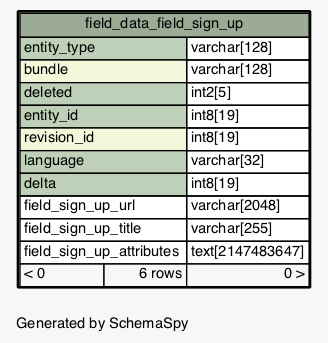 field_data_field_sign_up
entity_type varchar[128]
bundle varchar[128]
deleted int2[5]
entity_id int8[19]
revision_id int8[19]
language varchar[32]
delta int8[19]
field_sign_up_url varchar[2048]
field_sign_up_title varchar[255]
field_sign_up_attributes text[2147483647]
< 0 6 rows 0 >
Generated by SchemaSpy